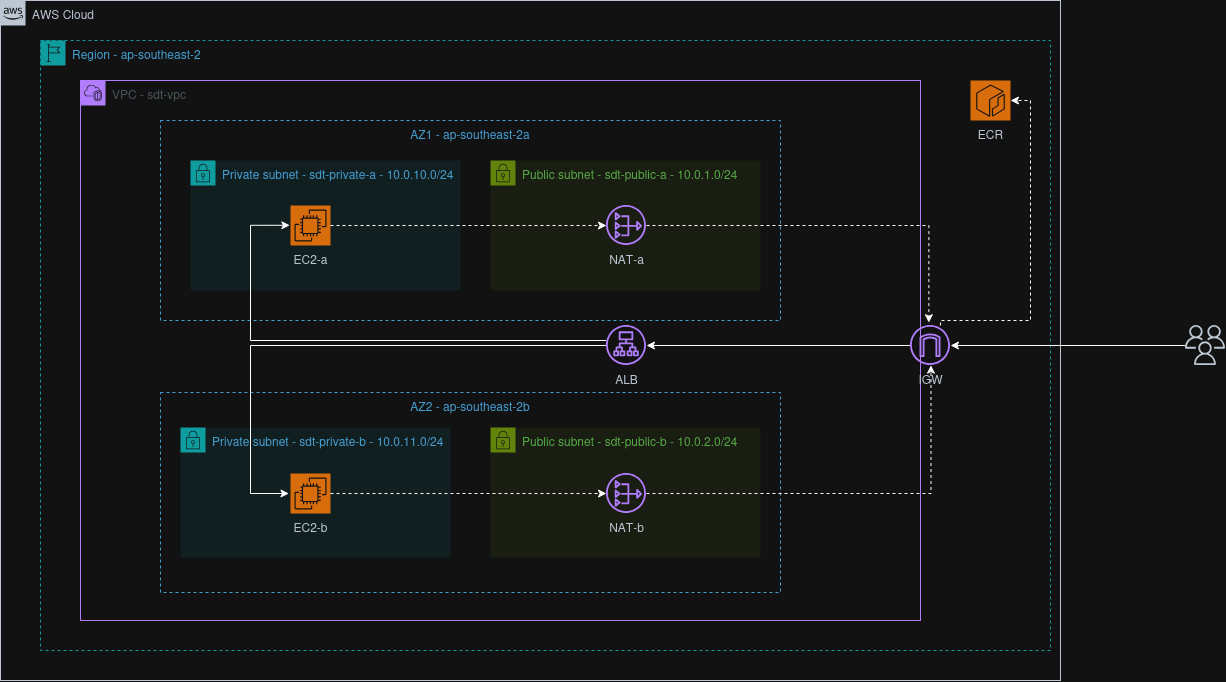 aws
AWS Cloud
Region - ap-southeast-2
VPC - sdt-vpc
ECR
AZ1 - ap-southeast-2a
Private subnet - sdt-private-a - 10.0.10.0/24
Public subnet - sdt-public-a - 10.0.1.0/24
EC2-a
NAT-a
ALB
IGW
AZ2 - ap-southeast-2b
Private subnet - sdt-private-b - 10.0.11.0/24
Public subnet - sdt-public-b - 10.0.2.0/24
EC2-b
NAT-b